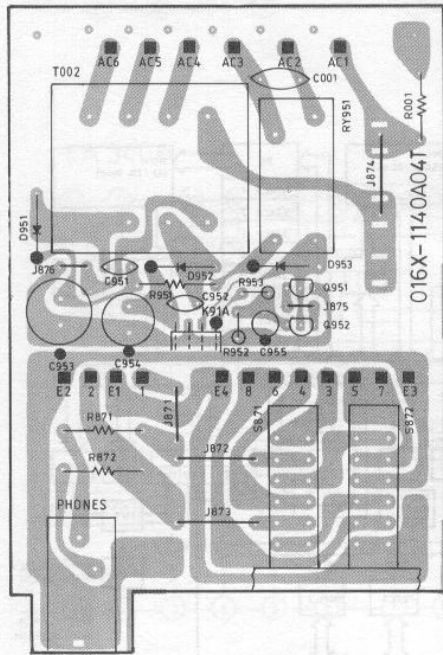 AC6 AC5 AC4 AC3 AC2 AC1
T002
C001
R001
RY951
J874
016X-1140A04T
D951
J876
C951
D952
D953
R951
C952
R953
Q951
K91A
J875
Q952
R952
C955
C953
C954
E2 2 E1 1 E4 8 6 4 3 5 7 E3
J871
S871
S872
R871
R872
J872
J873
PHONES